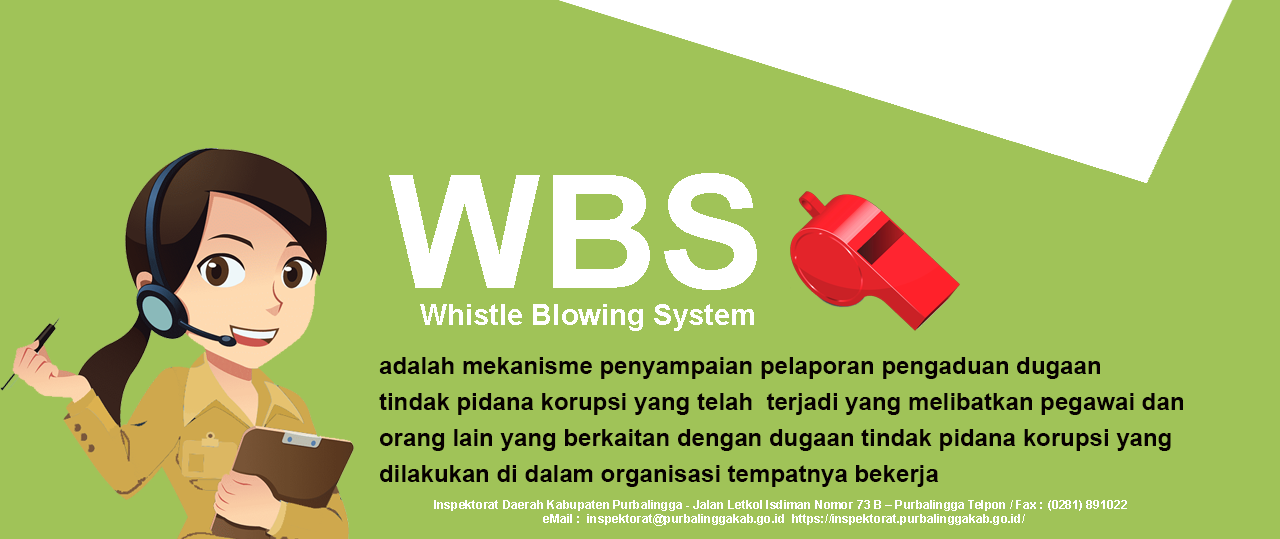 WBS
Whistle Blowing System
adalah mekanisme penyampaian pelaporan pengaduan dugaan
tindak pidana korupsi yang telah  terjadi yang melibatkan pegawai dan
orang lain yang berkaitan dengan dugaan tindak pidana korupsi yang
dilakukan di dalam organisasi tempatnya bekerja
Inspektorat Daerah Kabupaten Purbalingga - Jalan Letkol Isdiman Nomor 73 B – Purbalingga Telpon / Fax : (0281) 891022
eMail :  inspektorat@purbalinggakab.go.id  https://inspektorat.purbalinggakab.go.id/